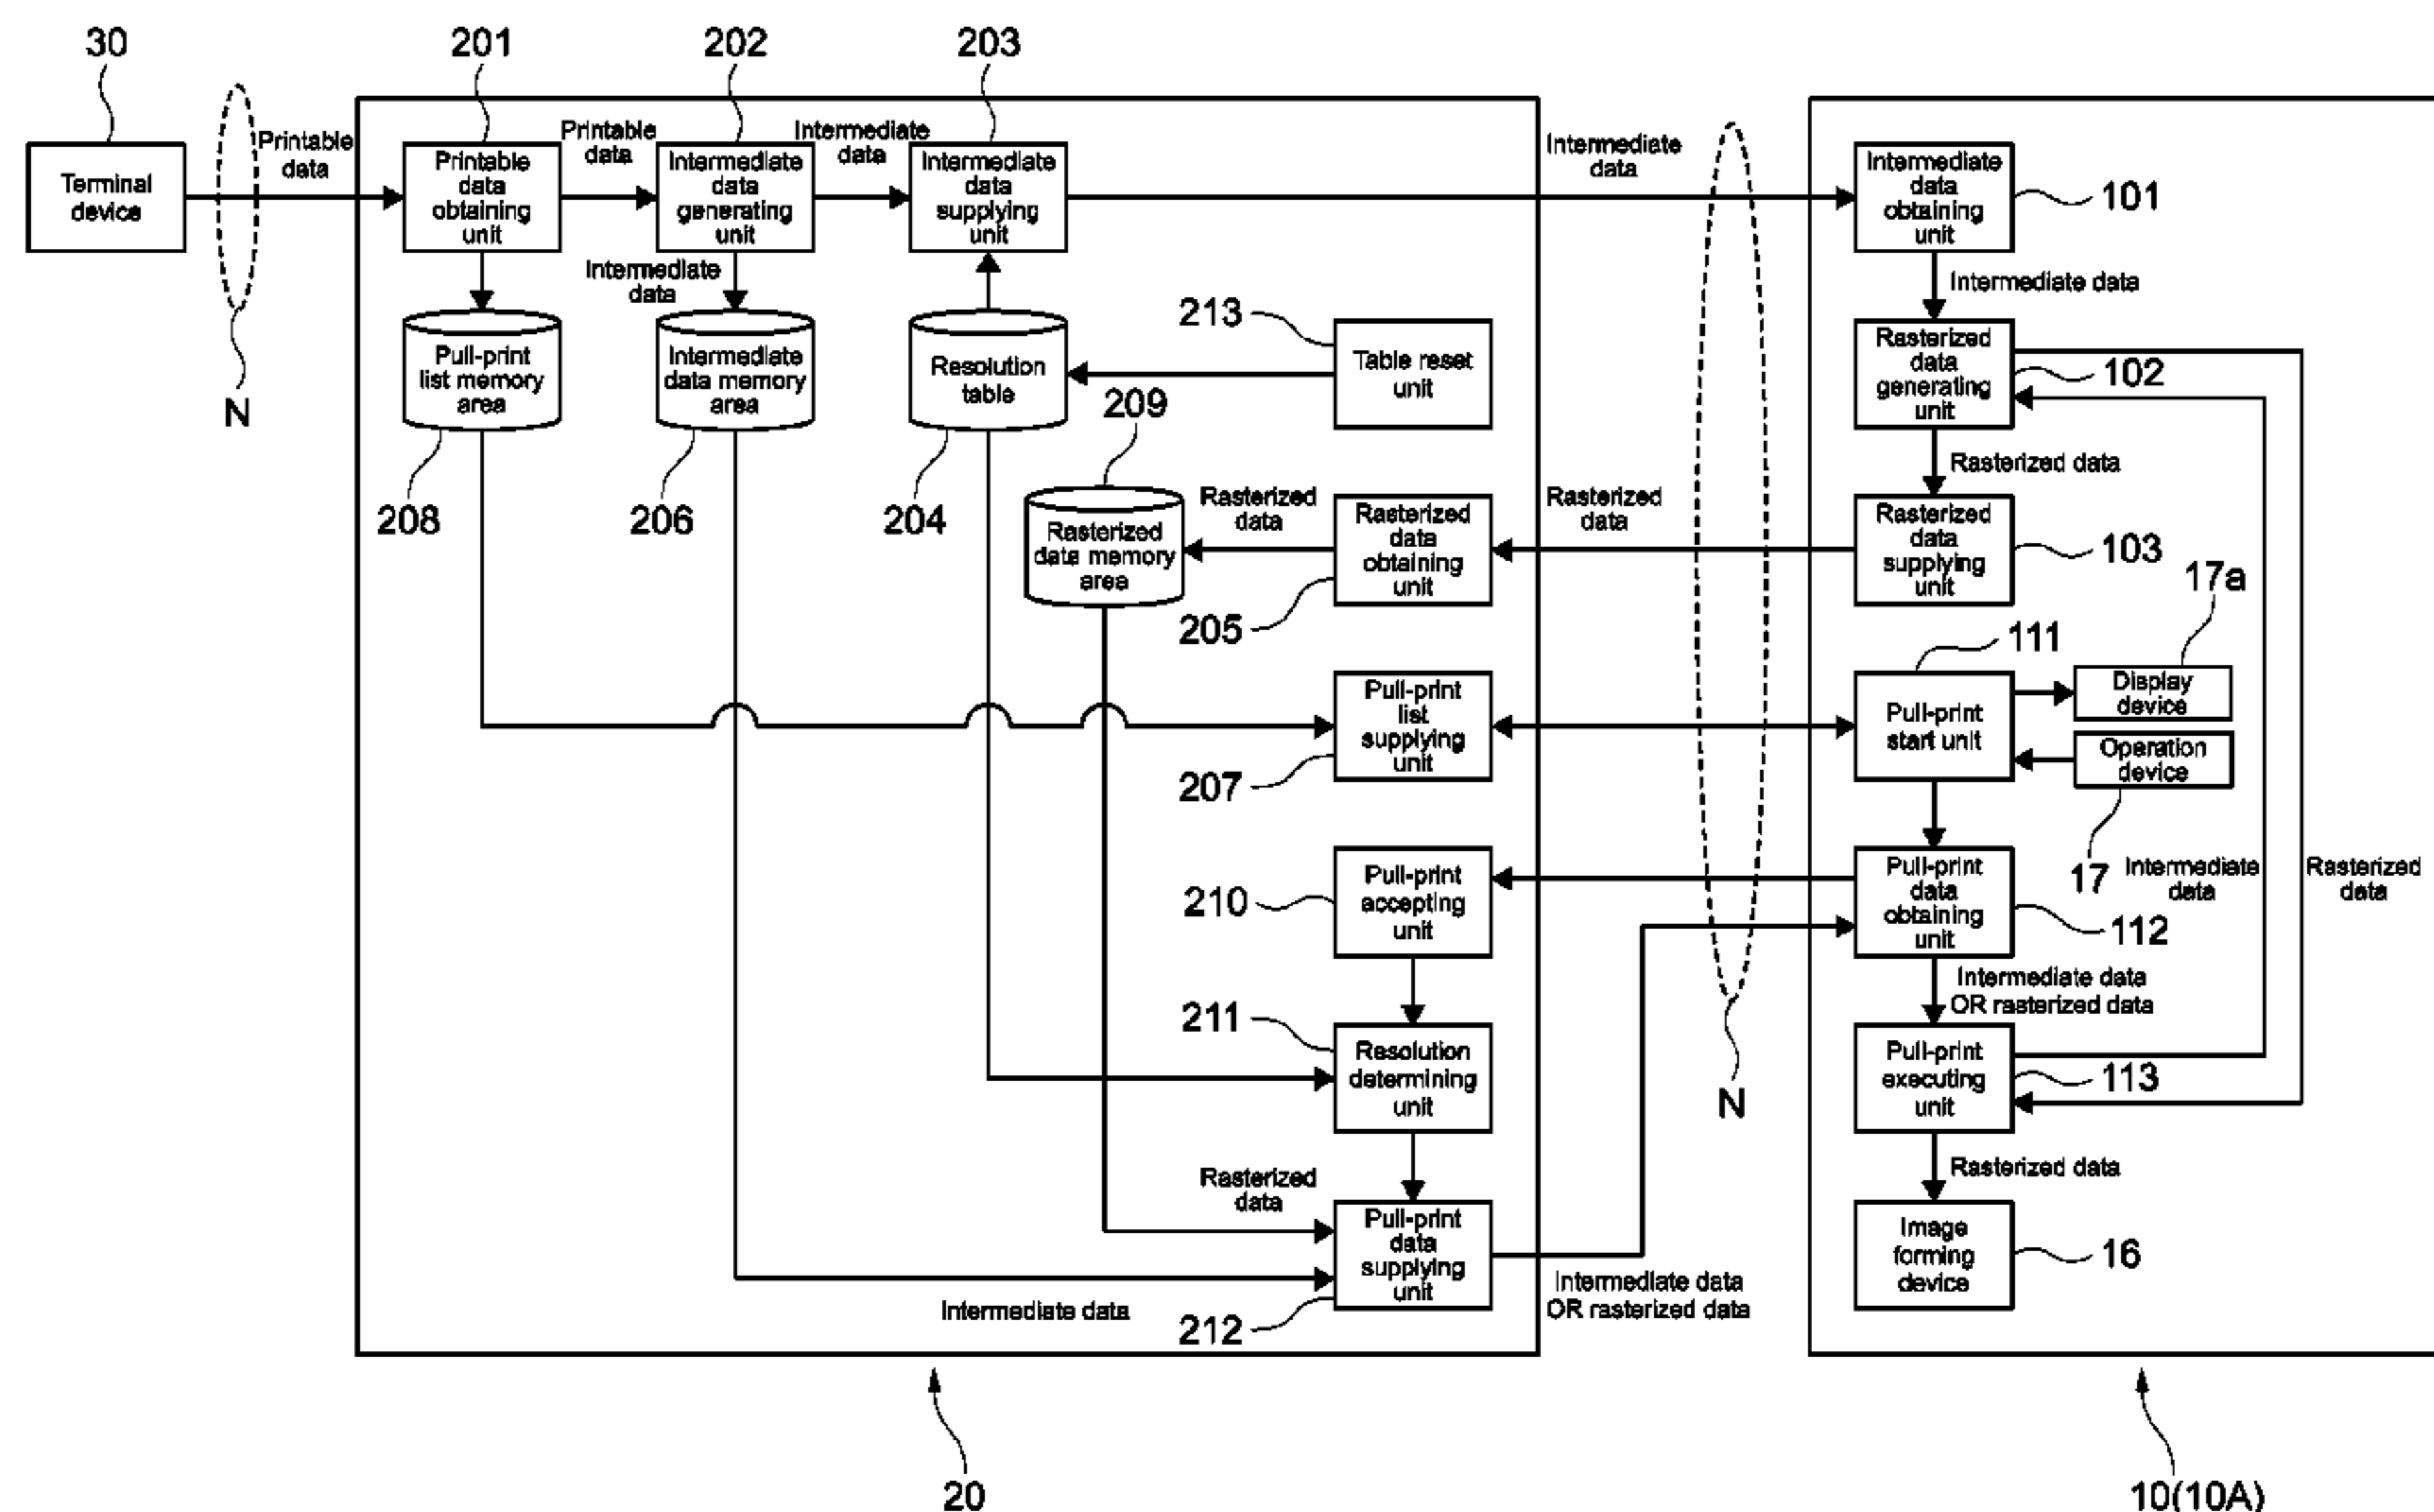 30
201
202
203
Printable
data
Printable
data
Intermediate
data
Intermediate
data
Terminal
device
Printable
data
obtaining
unit
Intermediate
data
generating
unit
Intermediate
data
supplying
unit
Intermediate
data
obtaining
unit
101
Intermediate
data
Intermediate data
213
Pull-print
list memory
area
Intermediate
data memory
area
Resolution
table
Table reset
unit
Rasterized
data
generating
unit
102
N
209
208
206
204
Rasterized data
Rasterized
data memory
area
Rasterized
data
Rasterized
data
obtaining
unit
Rasterized
data
Rasterized
data
supplying
unit
103
205
17a
111
Pull-print
list
supplying
unit
Pull-print
start unit
Display
device
Operation
device
207
17
Pull-print
accepting
unit
210
Pull-print
data
obtaining
unit
112
Intermediate
data
Rasterized
data
Intermediate data
OR rasterized data
211
Resolution
determining
unit
Pull-print
executing
unit
113
N
Rasterized
data
Rasterized data
Pull-print
data
supplying
unit
Image
forming
device
16
Intermediate data
212
Intermediate data
OR rasterized data
20
10(10A)